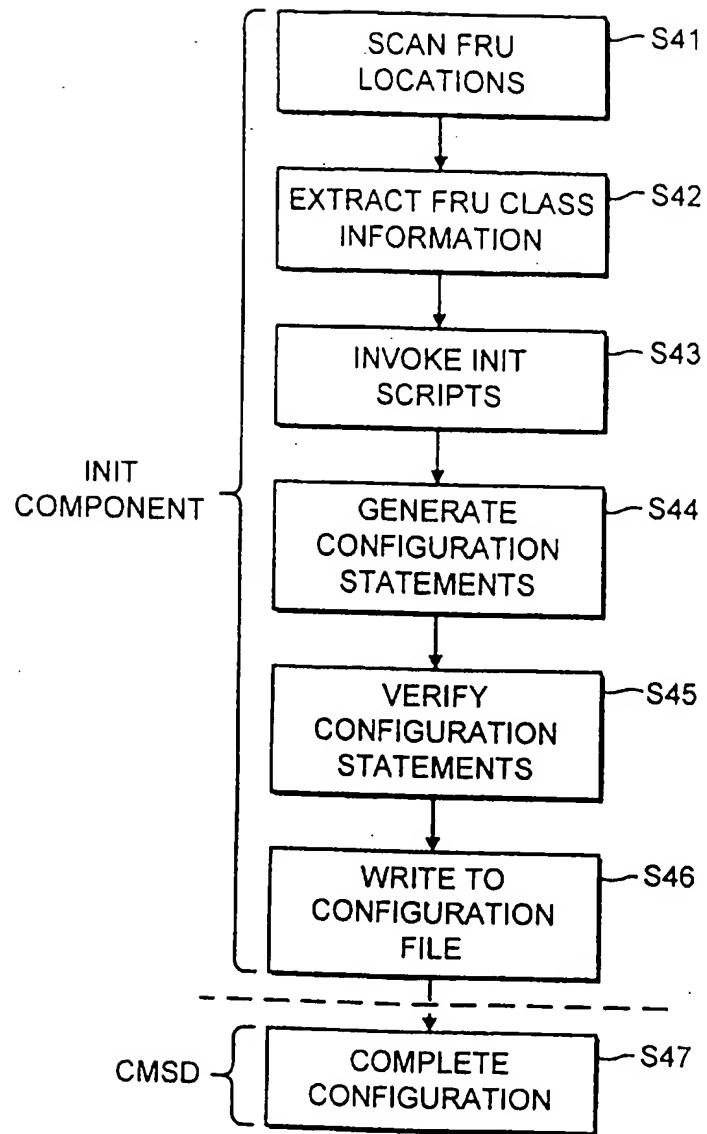 SCAN FRU
LOCATIONS
S41
EXTRACT FRU CLASS
INFORMATION
S42
INVOKE INIT
SCRIPTS
S43
INIT
COMPONENT
GENERATE
CONFIGURATION
STATEMENTS
S44
VERIFY
CONFIGURATION
STATEMENTS
S45
WRITE TO
CONFIGURATION
FILE
S46
CMSD
COMPLETE
CONFIGURATION
S47